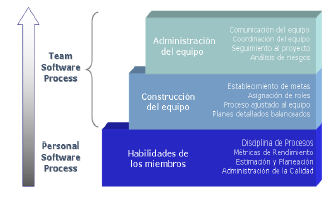 Team
Software
Process
Personal
Software
Process
Administración
del equipo
Comunicación del equipo
Coordinación del equipo
Seguimiento al proyecto
Análisis de riesgos
Construcción
del equipo
Establecimiento de metas
Asignación de roles
Proceso ajustado al equipo
Planes detallados balanceados
Habilidades de
los miembros
Disciplina de Procesos
Métricas de Rendimiento
Estimación y Planeación
Administración de la Calidad